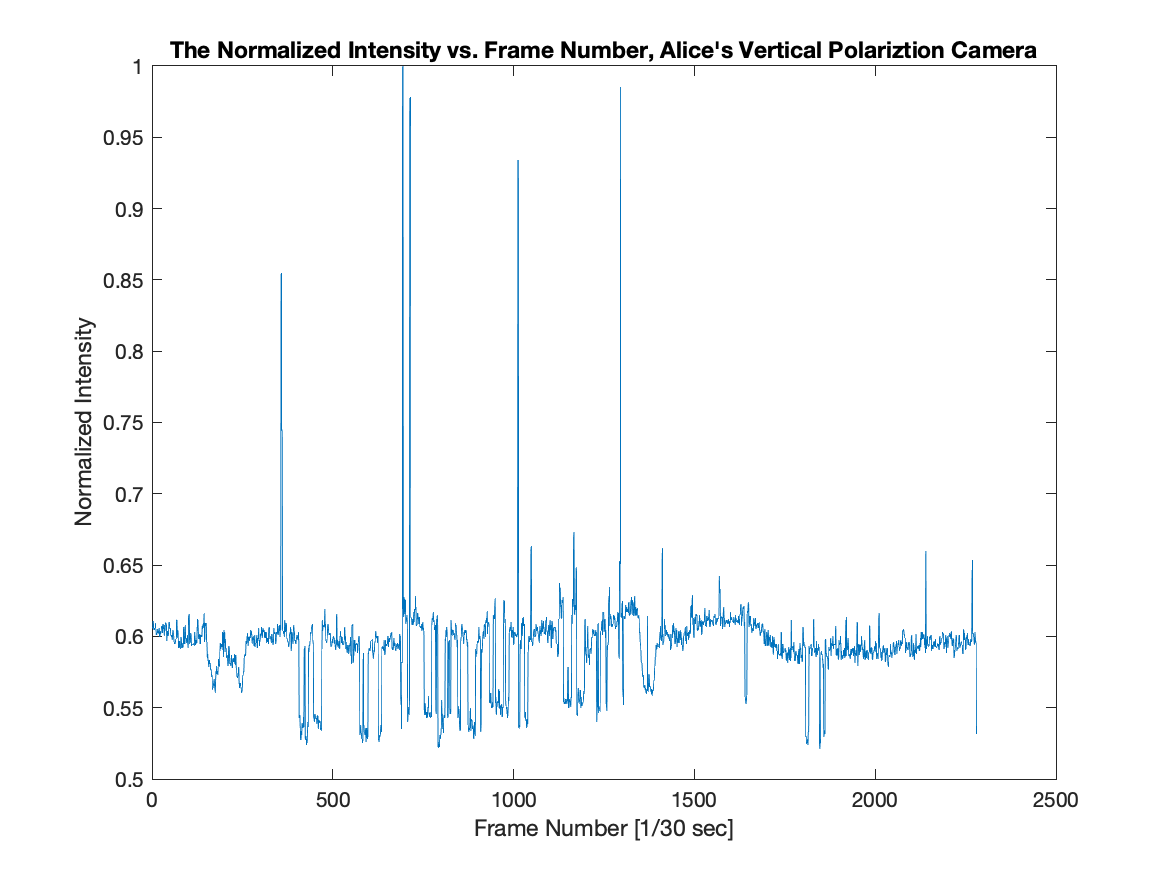 The Normalized Intensity vs. Frame Number, Alice's Vertical Polariztion Camera
1
0.95
0.9
0.85
0.8
0.75
0.7
0.65
0.6
0.55
0.5
Normalized Intensity
0 500 1000 1500 2000 2500
Frame Number [1/30 sec]